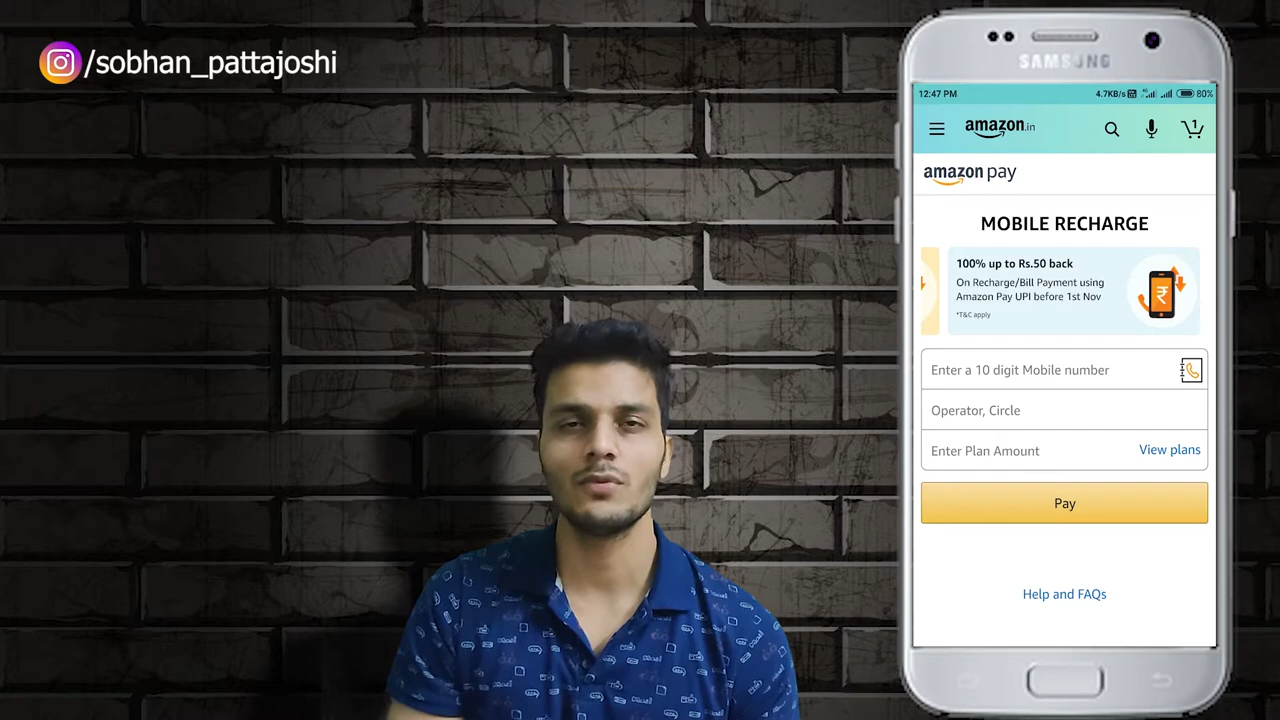 /sobhan_pattajoshi
SAMSUNG
12:47 PM
4.7KB/s 80%
amazon.in
1
amazon pay
MOBILE RECHARGE
100% up to Rs.50 back
On Recharge/Bill Payment using
Amazon Pay UPI before 1st Nov
*T&C apply
₹
Enter a 10 digit Mobile number
Operator, Circle
Enter Plan Amount
View plans
Pay
Help and FAQs